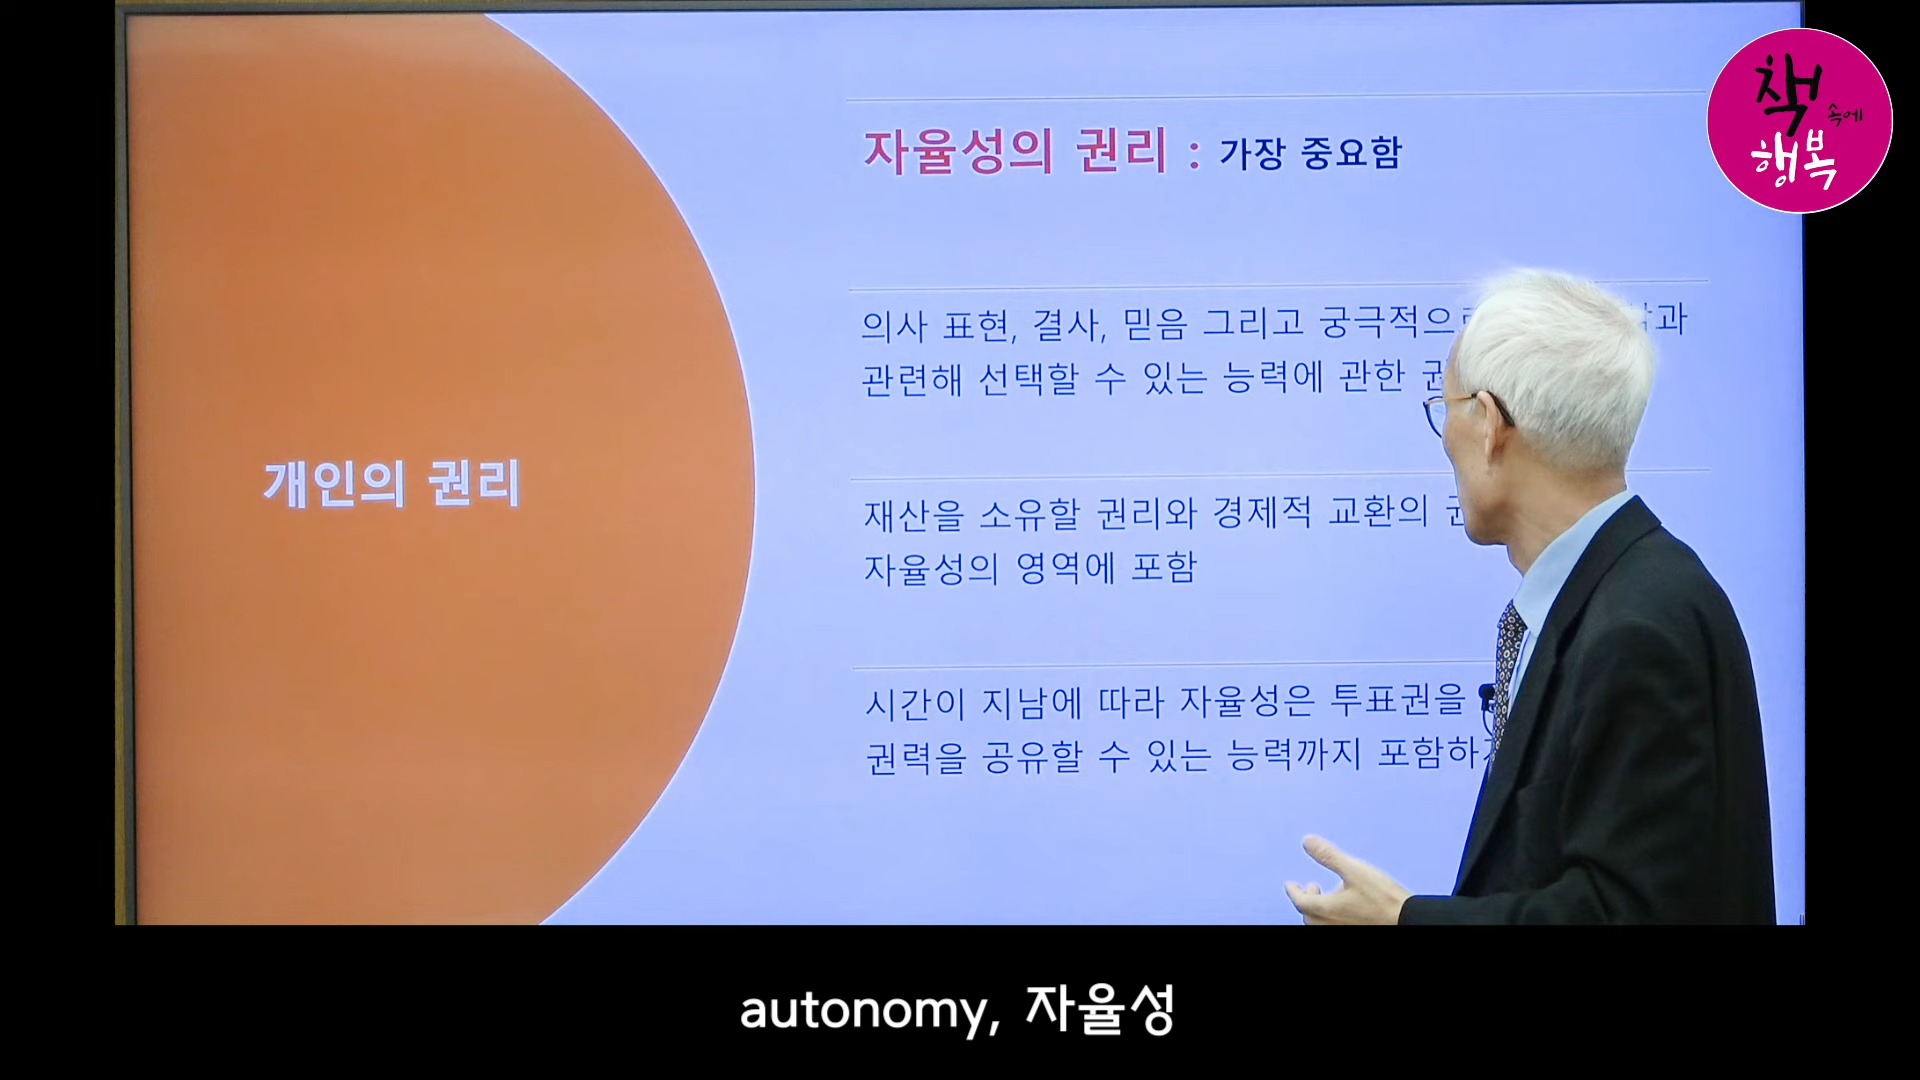 책
속에
행복
자율성의 권리 : 가장 중요함
의사 표현, 결사, 믿음 그리고 궁극적으
관련해 선택할 수 있는 능력에 관한
개인의 권리
재산을 소유할 권리와 경제적 교환의
자율성의 영역에 포함
시간이 지남에 따라 자율성은 투표권을
권력을 공유할 수 있는 능력까지 포함하
autonomy, 자율성